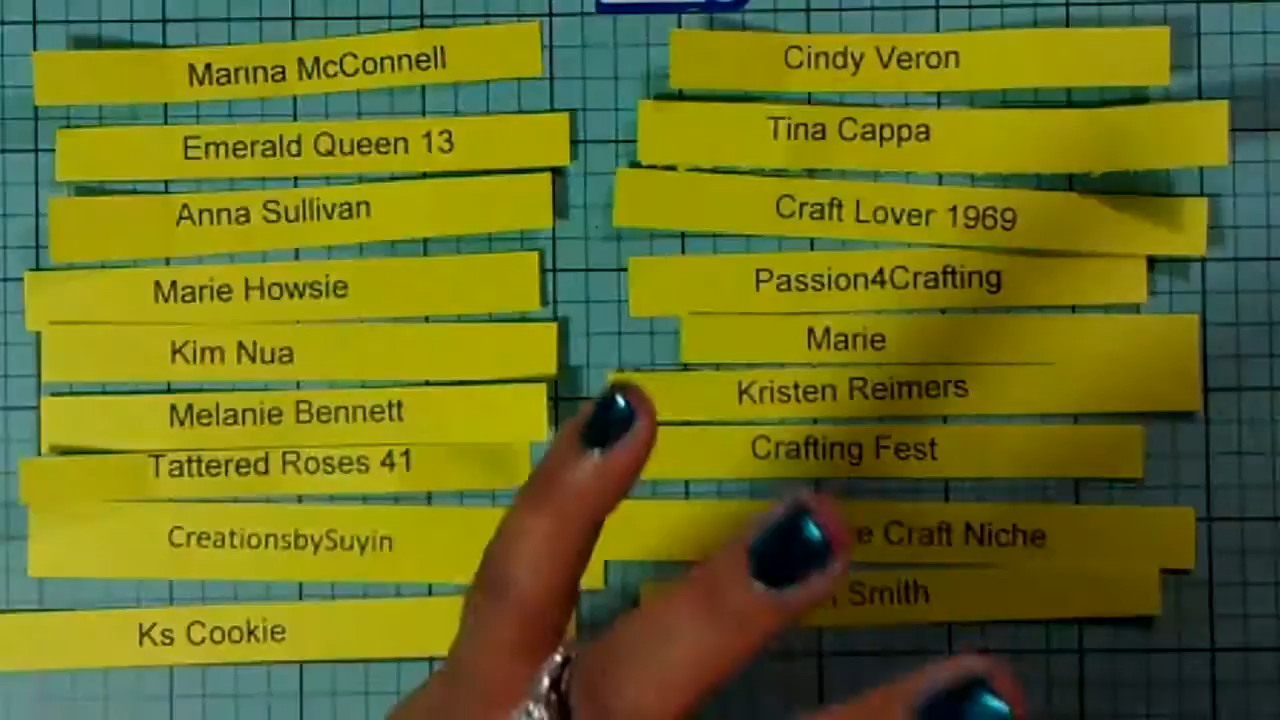 Marina McConnell
Emerald Queen 13
Anna Sullivan
Marie Howsie
Kim Nua
Melanie Bennett
Tattered Roses 41
CreationsbySuyin
Ks Cookie
Cindy Veron
Tina Cappa
Craft Lover 1969
Passion4Crafting
Marie
Kristen Reimers
Crafting Fest
Craft Niche
Smith